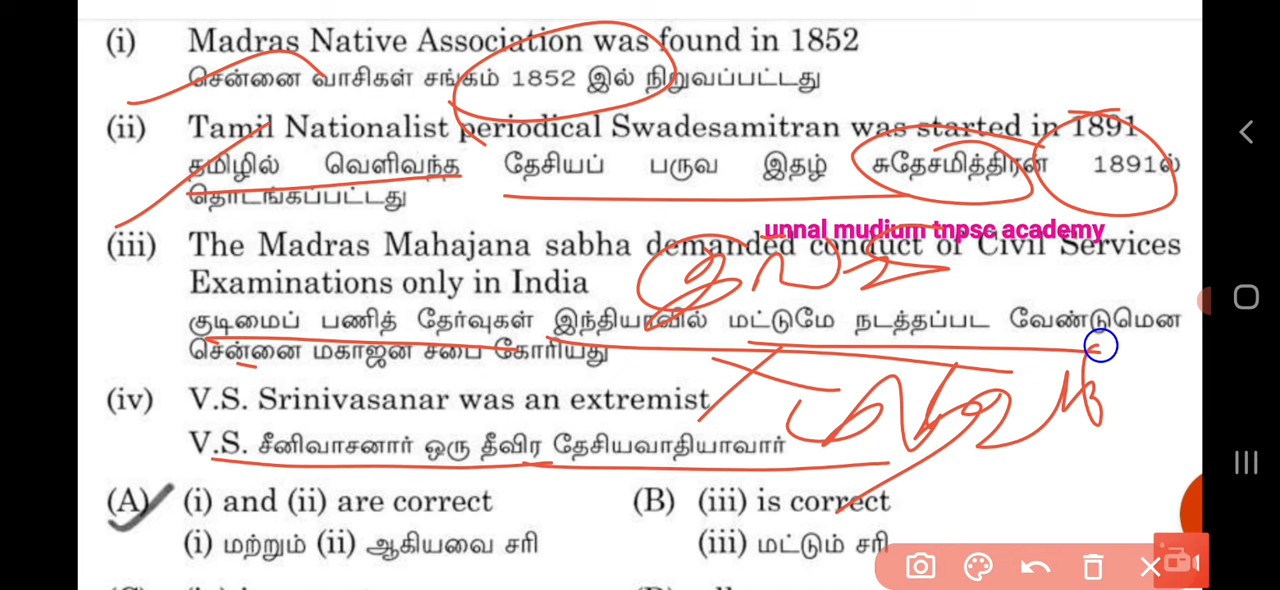 (i) Madras Native Association was found in 1852
சென்னை வாசிகள் சங்கம் 1852 இல் நிறுவப்பட்டது
(ii) Tamil Nationalist periodical Swadesamitran was started in 1891
தமிழில் வெளிவந்த தேசியப் பருவ இதழ் சுதேசமித்திரன் 1891ல்
தொடங்கப்பட்டது
unnal mudium tnpsc academy
(iii) The Madras Mahajana sabha demanded conduct of Civil Services
Examinations only in India
குடிமைப் பணித் தேர்வுகள் இந்தியாவில் மட்டுமே நடத்தப்பட வேண்டுமென
சென்னை மகாஜன சபை கோரியது
(iv) V.S. Srinivasanar was an extremist
V.S. சீனிவாசனார் ஒரு தீவிர தேசியவாதியாவார்
(A) (i) and (ii) are correct (B) (iii) is correct
(i) மற்றும் (ii) ஆகியவை சரி (iii) மட்டும் சரி